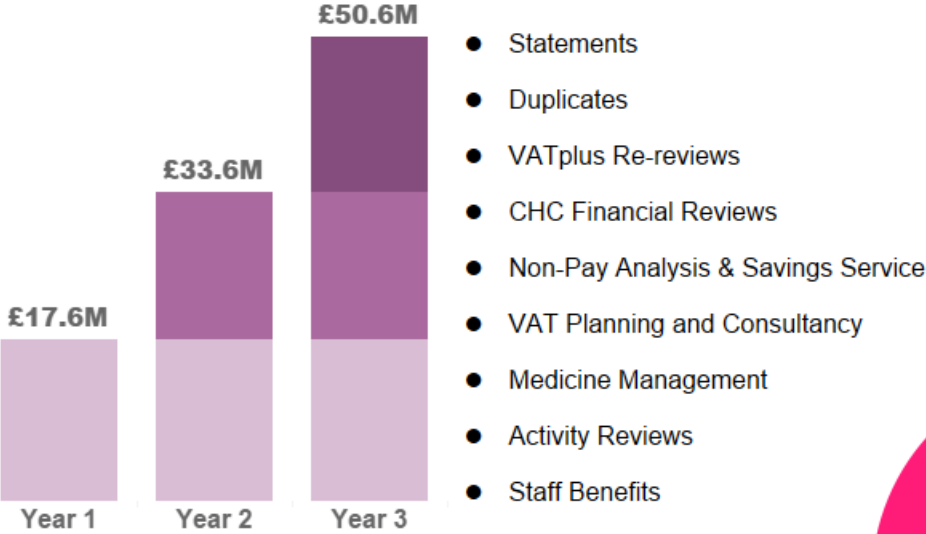 £50.6M
£33.6M
£17.6M
Year 1
Year 2
Year 3
Statements
Duplicates
VATplus Re-reviews
CHC Financial Reviews
Non-Pay Analysis & Savings Service
VAT Planning and Consultancy
Medicine Management
Activity Reviews
Staff Benefits